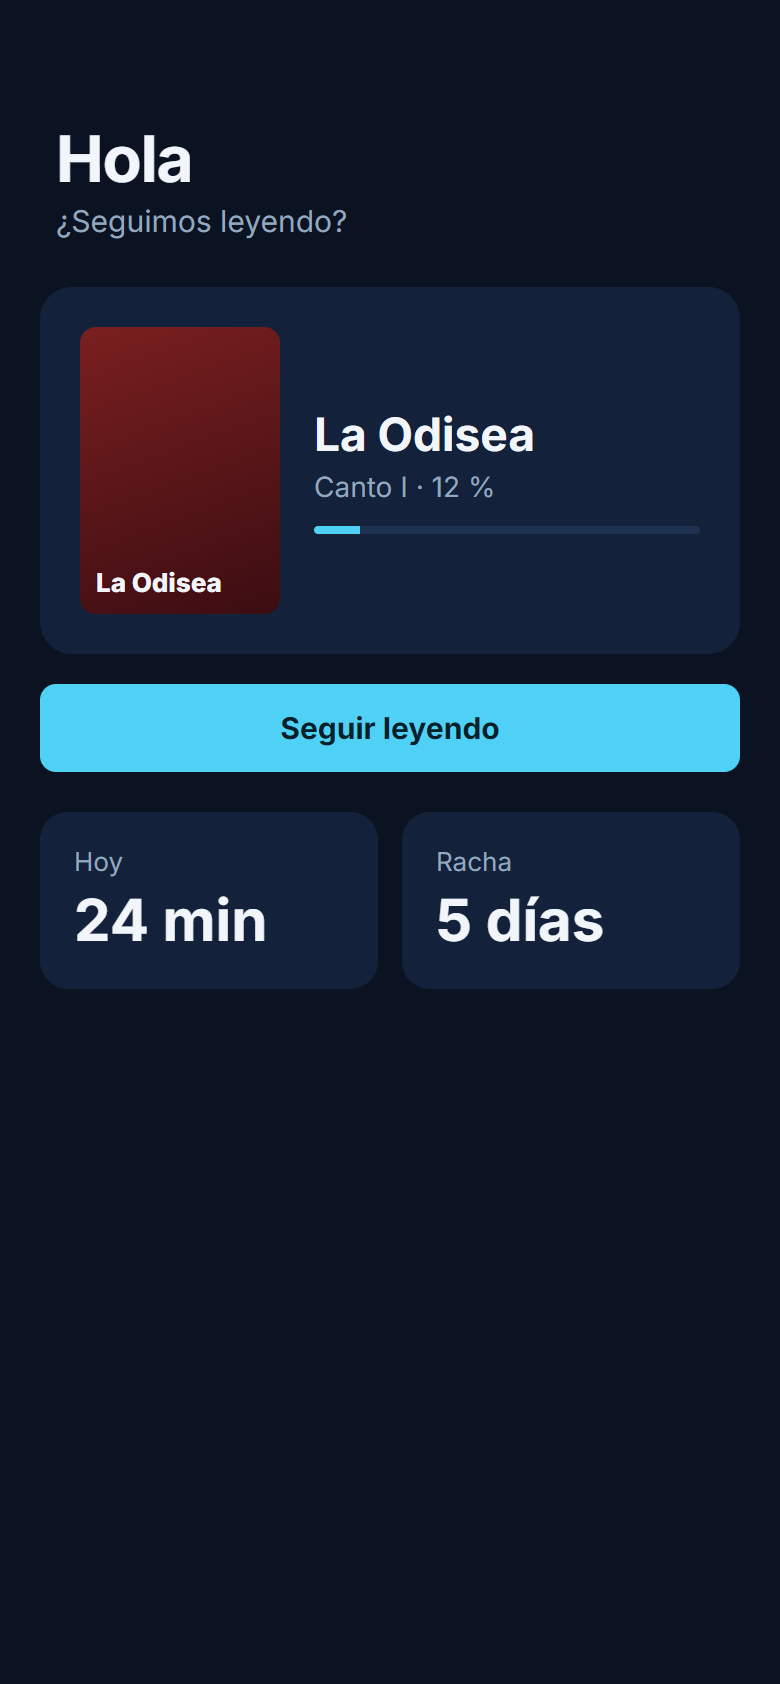 Hola
¿Seguimos leyendo?
La Odisea
La Odisea
Canto I · 12 %
Seguir leyendo
Hoy
24 min
Racha
5 días